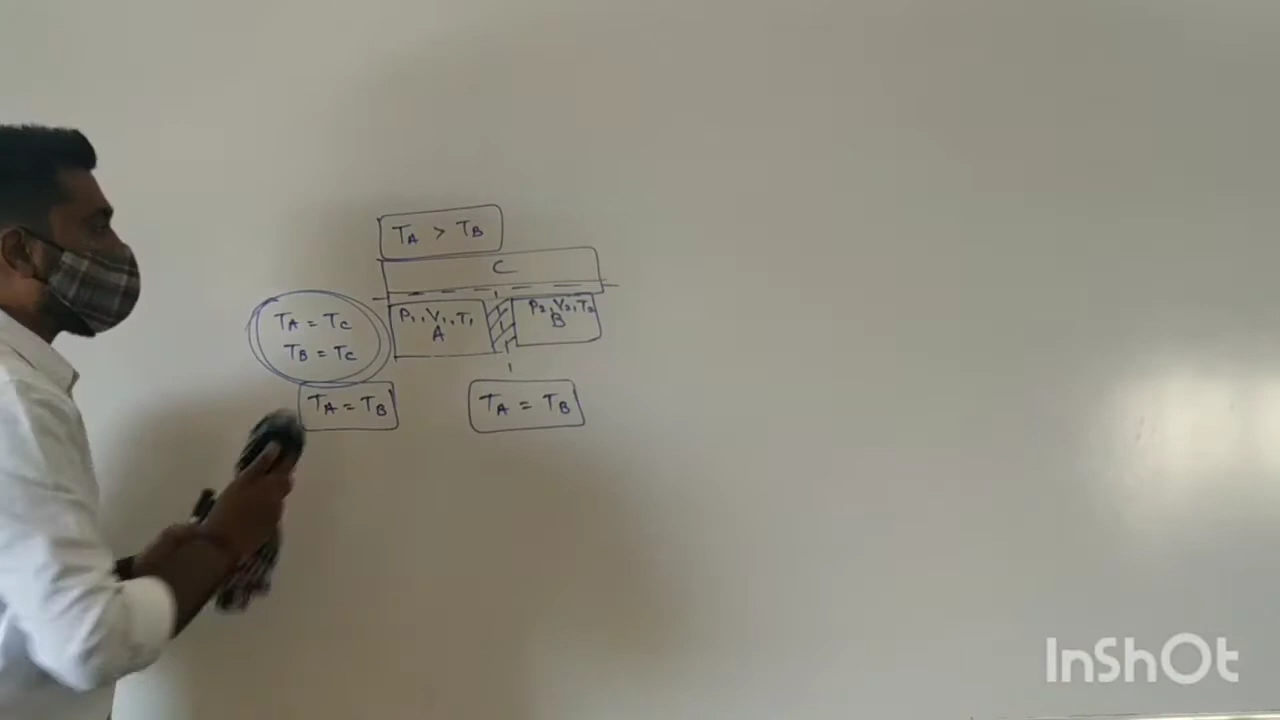 TA > TB
C
P1, V1, T1
A
P2, V2, T2
B
TA = TC
TB = TC
TA = TB
TA = TB
InShOt